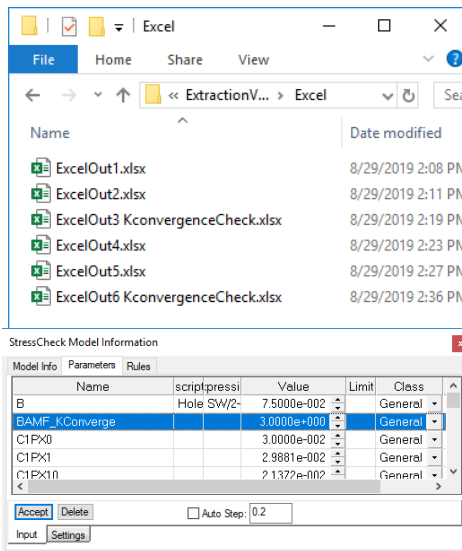 Excel
File Home Share View
« ExtractionV... > Excel Sea
Name Date modified
ExcelOut1.xlsx 8/29/2019 2:08 PM
ExcelOut2.xlsx 8/29/2019 2:11 PM
ExcelOut3 KconvergenceCheck.xlsx 8/29/2019 2:19 PM
ExcelOut4.xlsx 8/29/2019 2:23 PM
ExcelOut5.xlsx 8/29/2019 2:27 PM
ExcelOut6 KconvergenceCheck.xlsx 8/29/2019 2:36 PM
StressCheck Model Information
Model Info Parameters Rules
Name script pressi Value Limit Class
B Hole SW/2- 7.5000e-002 General
BAMF_KConverge 3.0000e+000 General
C1PX0 3.0000e-002 General
C1PX1 2.9881e-002 General
C1PX10 2.1372e-002 General
Accept Delete Auto Step: 0.2
Input Settings